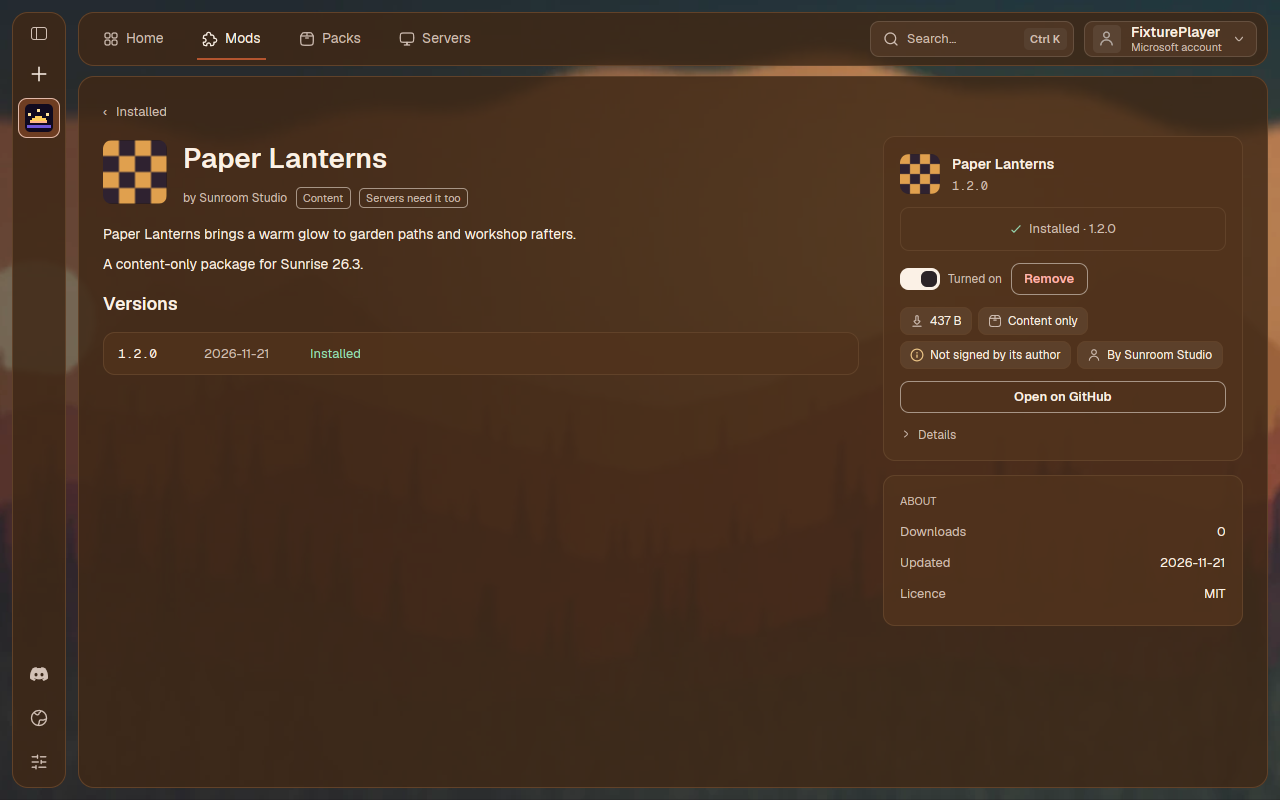 Home
Mods
Packs
Servers
Search...
Ctrl K
FixturePlayer
Microsoft account
‹ Installed
Paper Lanterns
by Sunroom Studio
Content
Servers need it too
Paper Lanterns brings a warm glow to garden paths and workshop rafters.
A content-only package for Sunrise 26.3.
Versions
1.2.0 2026-11-21 Installed
Paper Lanterns
1.2.0
Installed · 1.2.0
Turned on
Remove
437 B
Content only
Not signed by its author
By Sunroom Studio
Open on GitHub
Details
ABOUT
Downloads 0
Updated 2026-11-21
Licence MIT